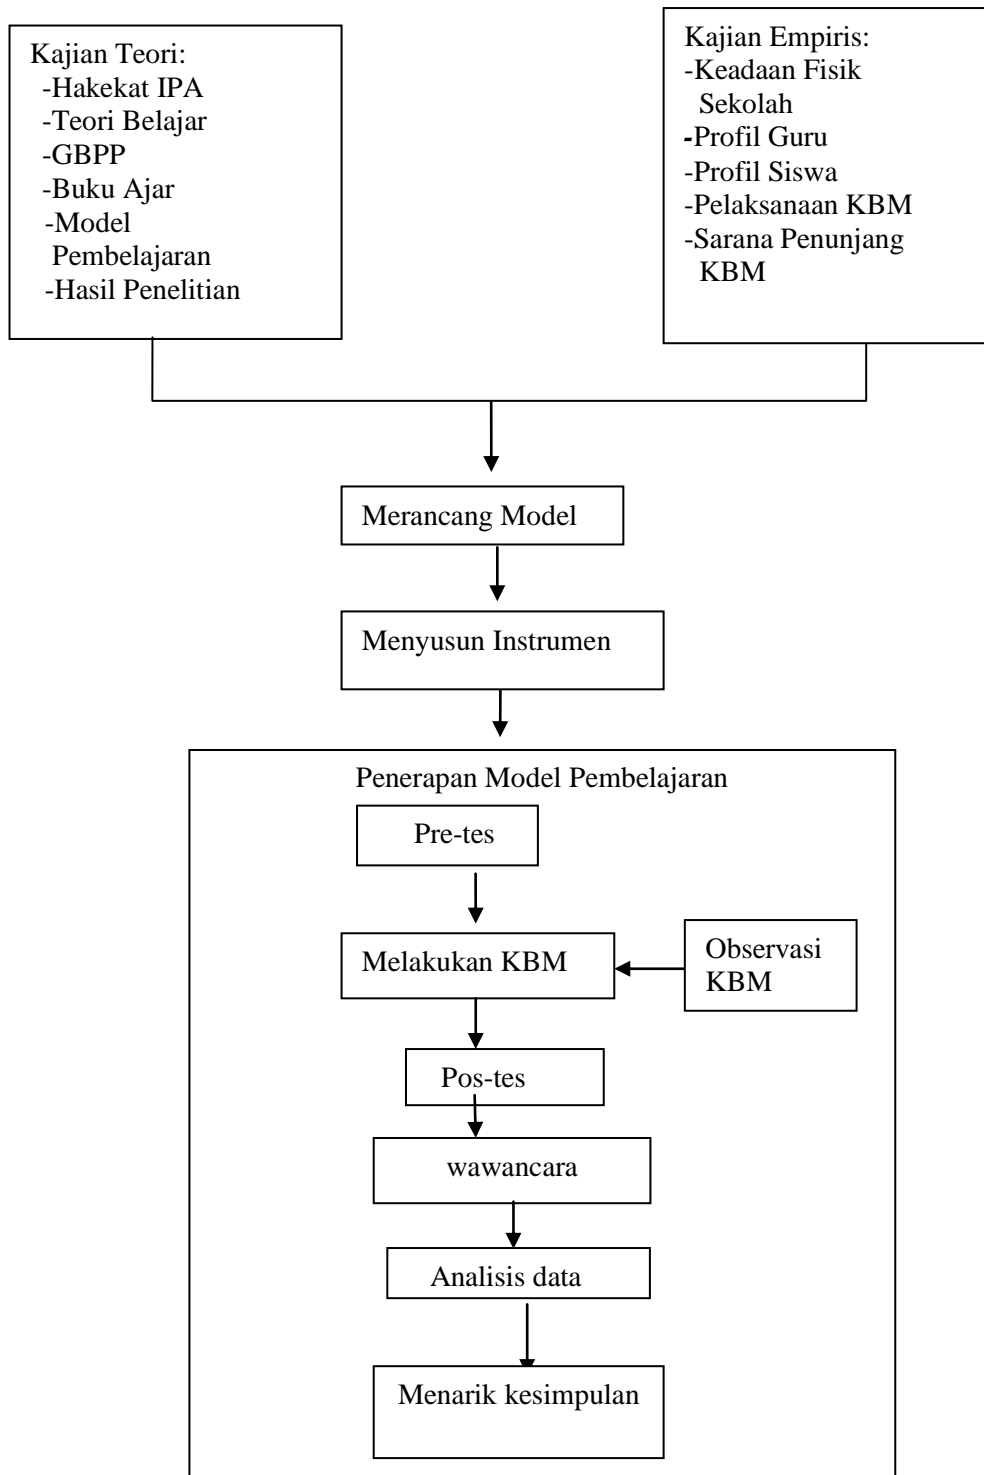 Kajian Teori:
-Hakekat IPA
-Teori Belajar
-GBPP
-Buku Ajar
-Model
Pembelajaran
-Hasil Penelitian
Kajian Empiris:
-Keadaan Fisik
Sekolah
-Profil Guru
-Profil Siswa
-Pelaksanaan KBM
-Sarana Penunjang
KBM
Merancang Model
Menyusun Instrumen
Penerapan Model Pembelajaran
Pre-tes
Melakukan KBM
Observasi
KBM
Pos-tes
wawancara
Analisis data
Menarik kesimpulan